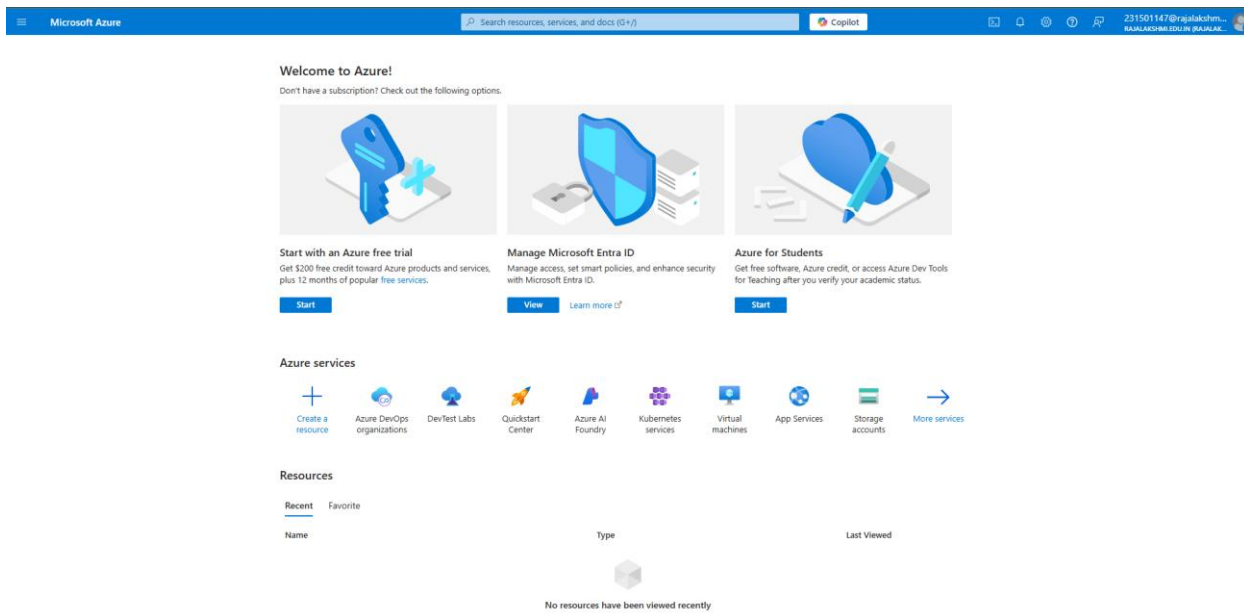 Microsoft Azure
Search resources, services, and docs (G+/)
Copilot
231501147@rajalakshm...
RAJALAKSHMI.EDU.IN (RAJALAK...
Welcome to Azure!
Don't have a subscription? Check out the following options.
Start with an Azure free trial
Get $200 free credit toward Azure products and services,
plus 12 months of popular free services.
Start
Manage Microsoft Entra ID
Manage access, set smart policies, and enhance security
with Microsoft Entra ID.
View
Learn more
Azure for Students
Get free software, Azure credit, or access Azure Dev Tools
for Teaching after you verify your academic status.
Start
Azure services
Create a
resource
Azure DevOps
organizations
DevTest Labs
Quickstart
Center
Azure AI
Foundry
Kubernetes
services
Virtual
machines
App Services
Storage
accounts
More services
Resources
Recent
Favorite
Name
Type
Last Viewed
No resources have been viewed recently